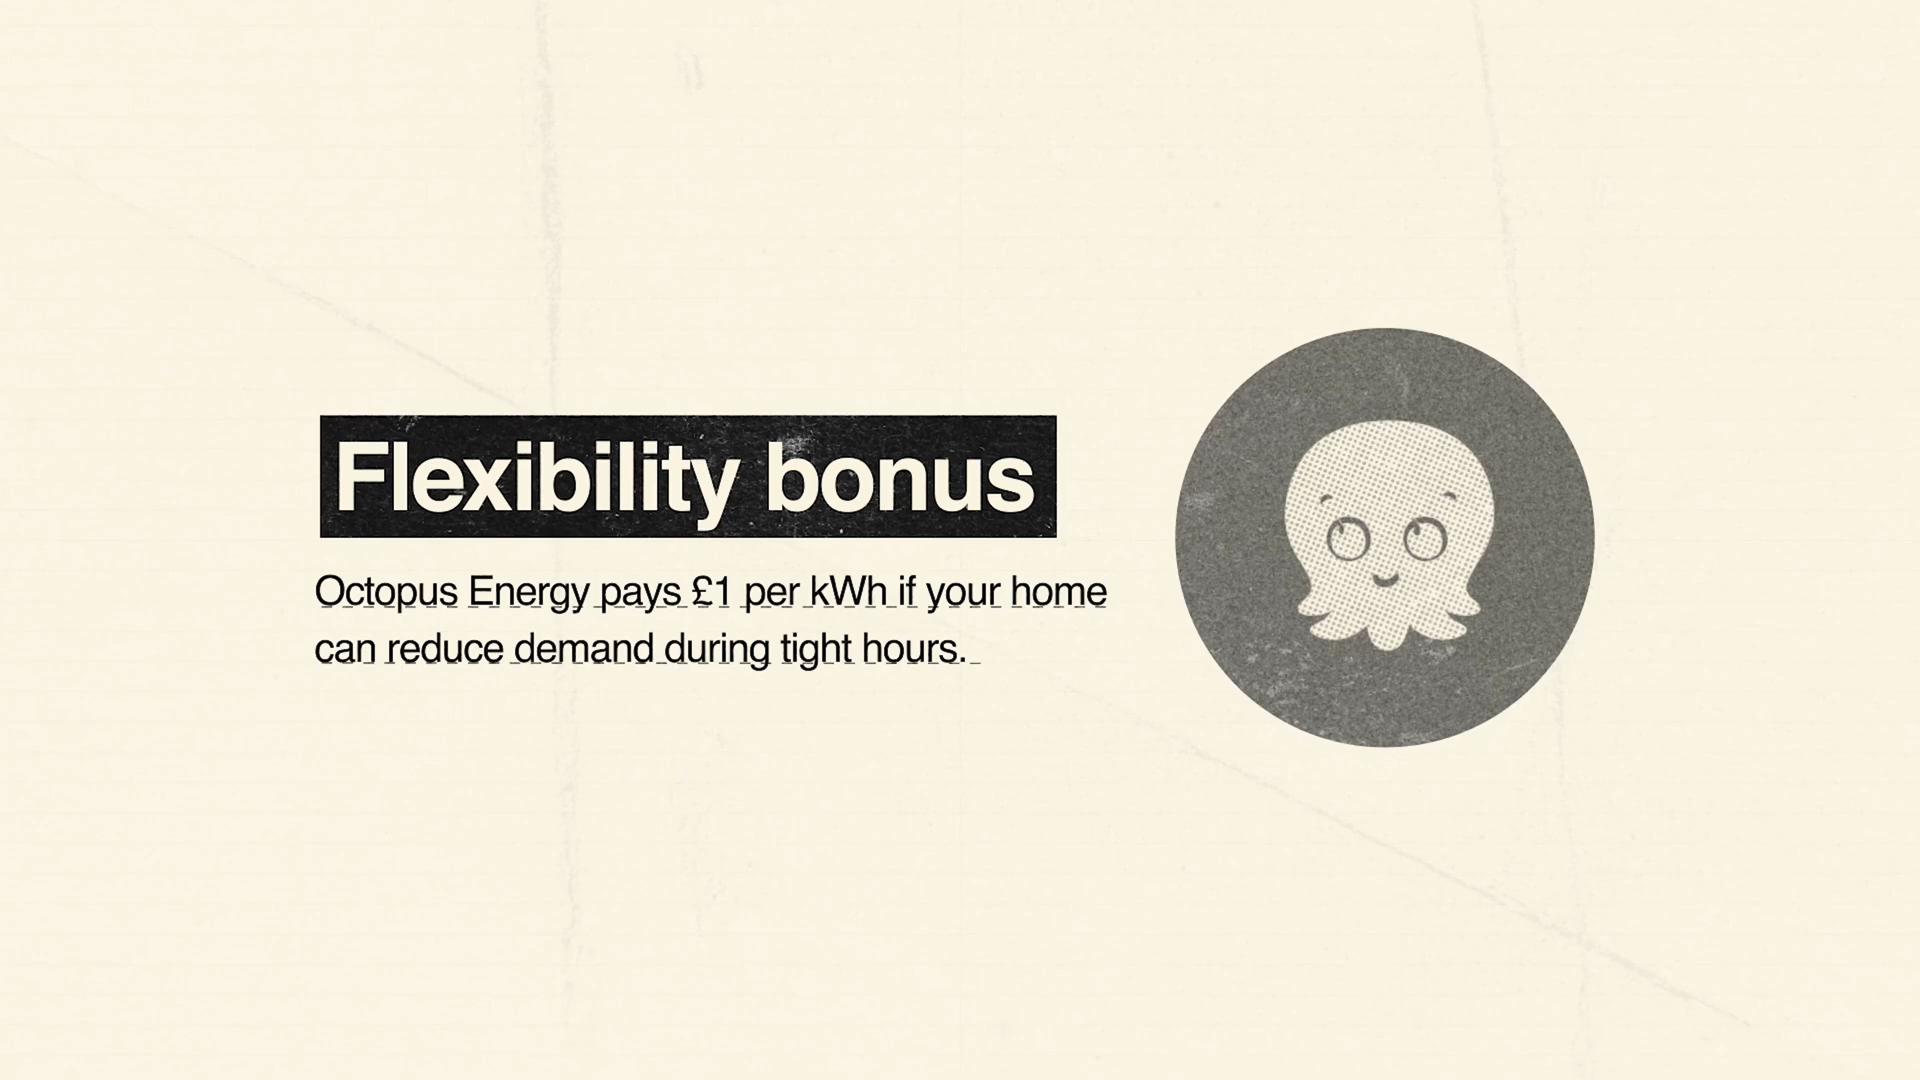 Flexibility bonus
Octopus Energy pays £1 per kWh if your home
can reduce demand during tight hours.